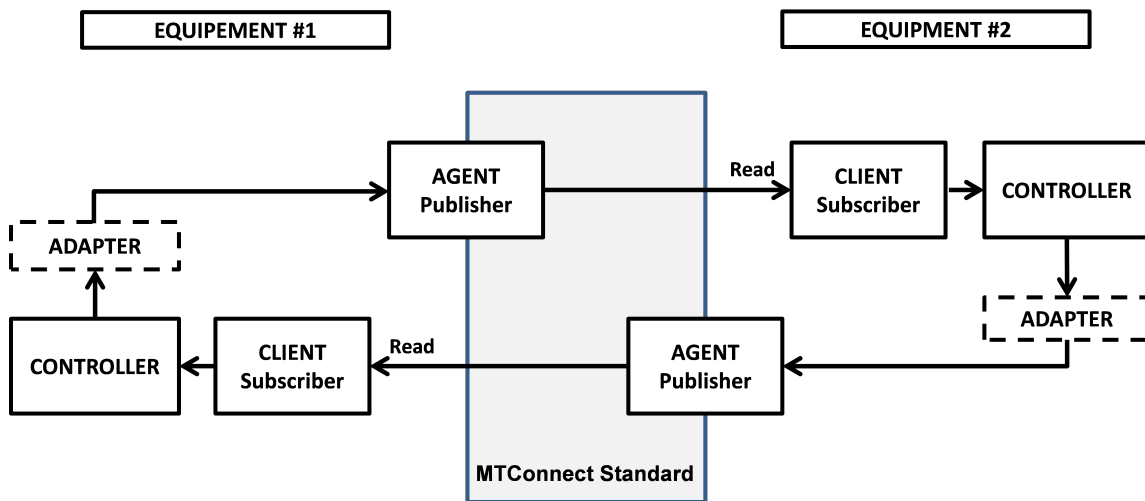 EQUIPEMENT #1
EQUIPMENT #2
AGENT
Publisher
Read
CLIENT
Subscriber
CONTROLLER
ADAPTER
ADAPTER
CONTROLLER
CLIENT
Subscriber
Read
AGENT
Publisher
MTConnect Standard